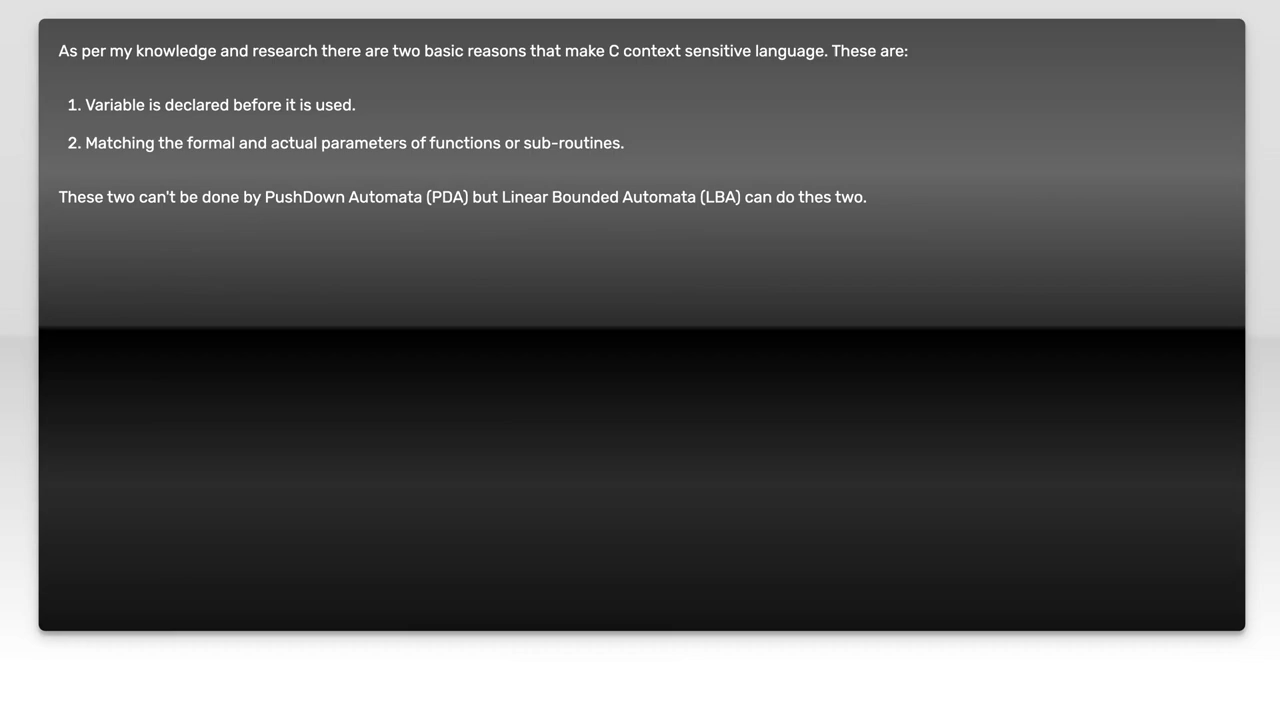 As per my knowledge and research there are two basic reasons that make C context sensitive language. These are:
1. Variable is declared before it is used.
2. Matching the formal and actual parameters of functions or sub-routines.
These two can't be done by PushDown Automata (PDA) but Linear Bounded Automata (LBA) can do thes two.